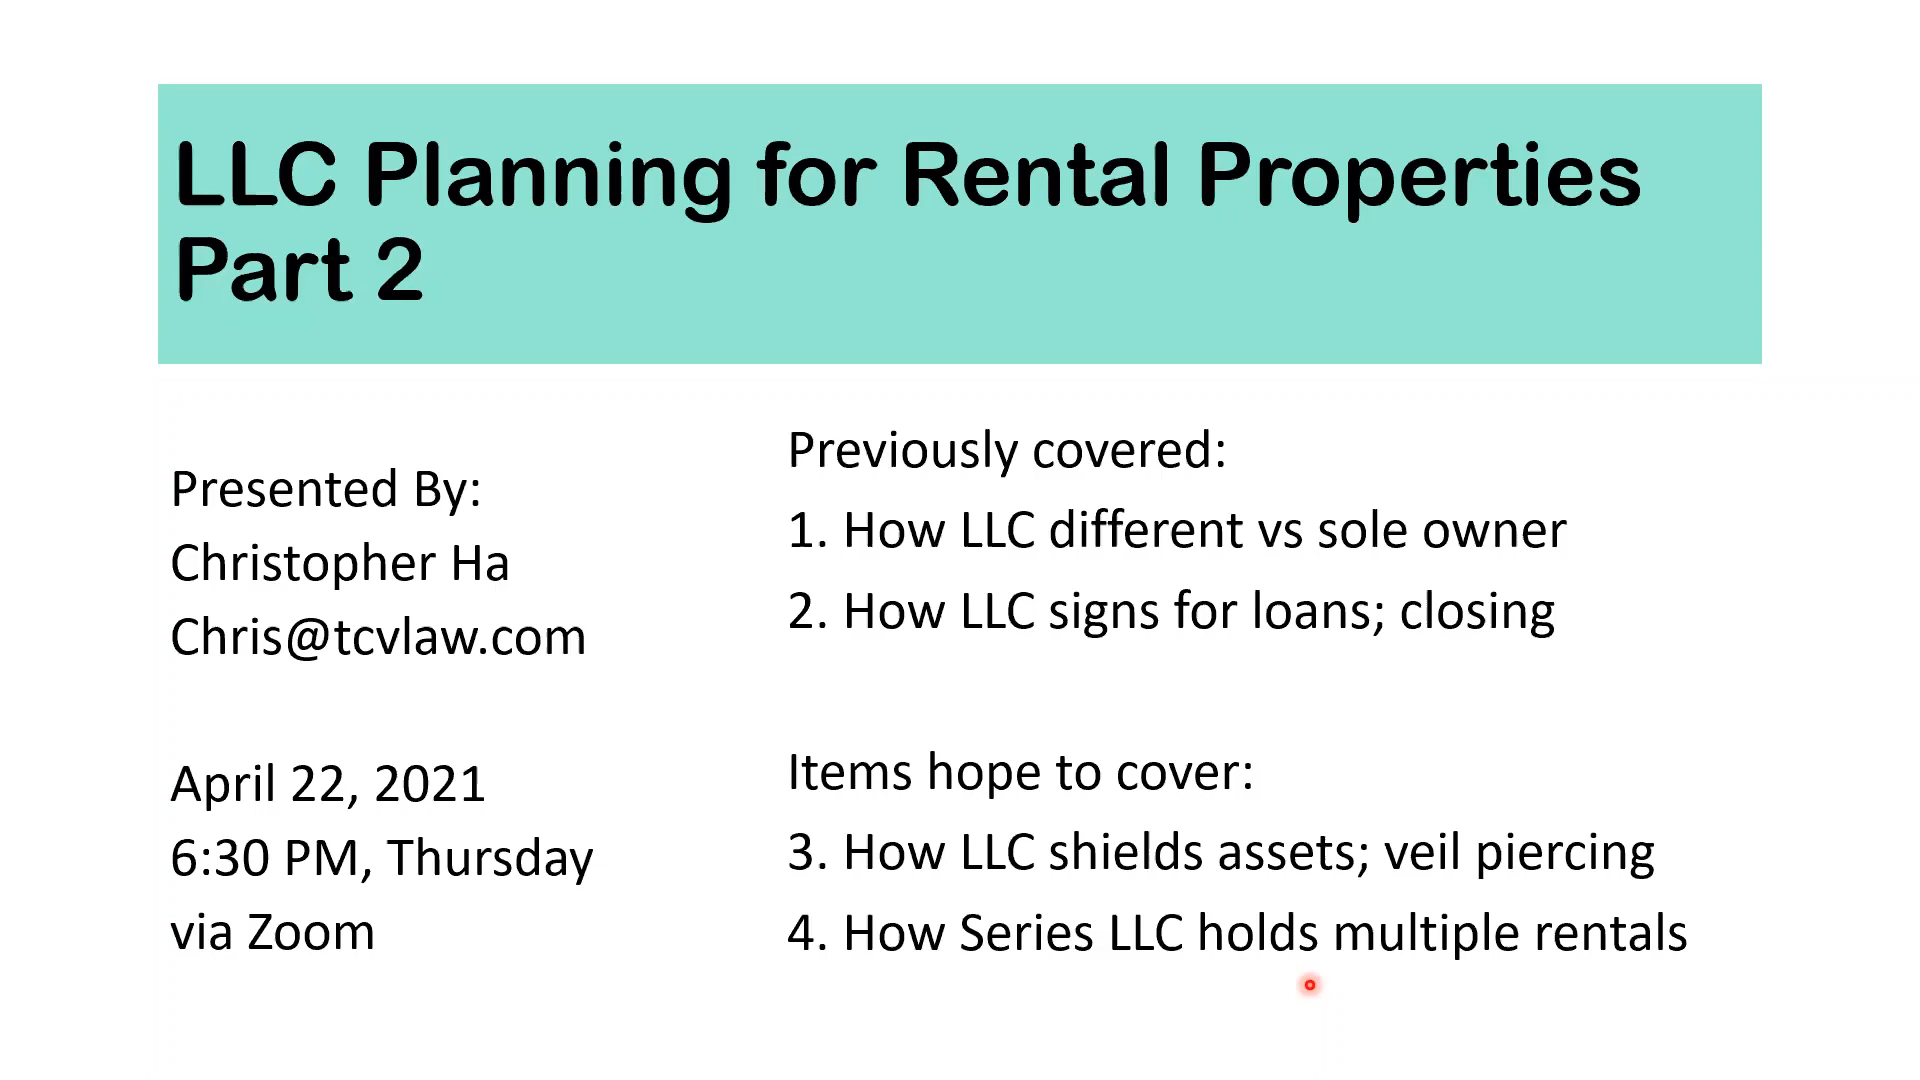 LLC Planning for Rental Properties
Part 2
Presented By:
Christopher Ha
Chris@tcvlaw.com
April 22, 2021
6:30 PM, Thursday
via Zoom
Previously covered:
1. How LLC different vs sole owner
2. How LLC signs for loans; closing
Items hope to cover:
3. How LLC shields assets; veil piercing
4. How Series LLC holds multiple rentals